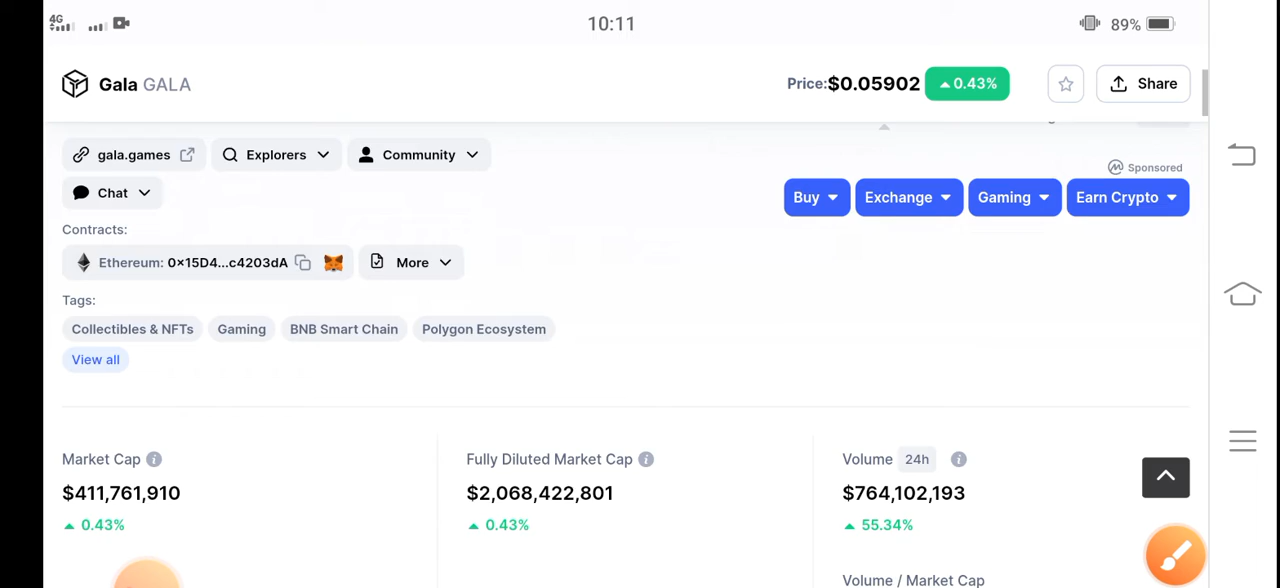 4G 10:11 89%
Gala GALA Price:$0.05902 0.43% Share
gala.games Explorers Community
Sponsored
Chat
Buy Exchange Gaming Earn Crypto
Contracts:
Ethereum: 0x15D4...c4203dA More
Tags:
Collectibles & NFTs Gaming BNB Smart Chain Polygon Ecosystem
View all
Market Cap Fully Diluted Market Cap Volume 24h
$411,761,910 $2,068,422,801 $764,102,193
0.43% 0.43% 55.34%
Volume / Market Cap